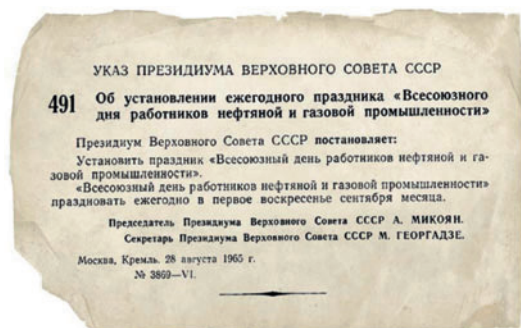 УКАЗ ПРЕЗИДИУМА ВЕРХОВНОГО СОВЕТА СССР
491 Об установлении ежегодного праздника «Всесоюзного
дня работников нефтяной и газовой промышленности»
Президиум Верховного Совета СССР постановляет:
Установить праздник «Всесоюзный день работников нефтяной и га-
зовой промышленности».
«Всесоюзный день работников нефтяной и газовой промышленности»
праздновать ежегодно в первое воскресенье сентября месяца.
Председатель Президиума Верховного Совета СССР А. МИКОЯН.
Секретарь Президиума Верховного Совета СССР М. ГЕОРГАДЗЕ.
Москва, Кремль. 28 августа 1965 г.
№ 3869—VI.